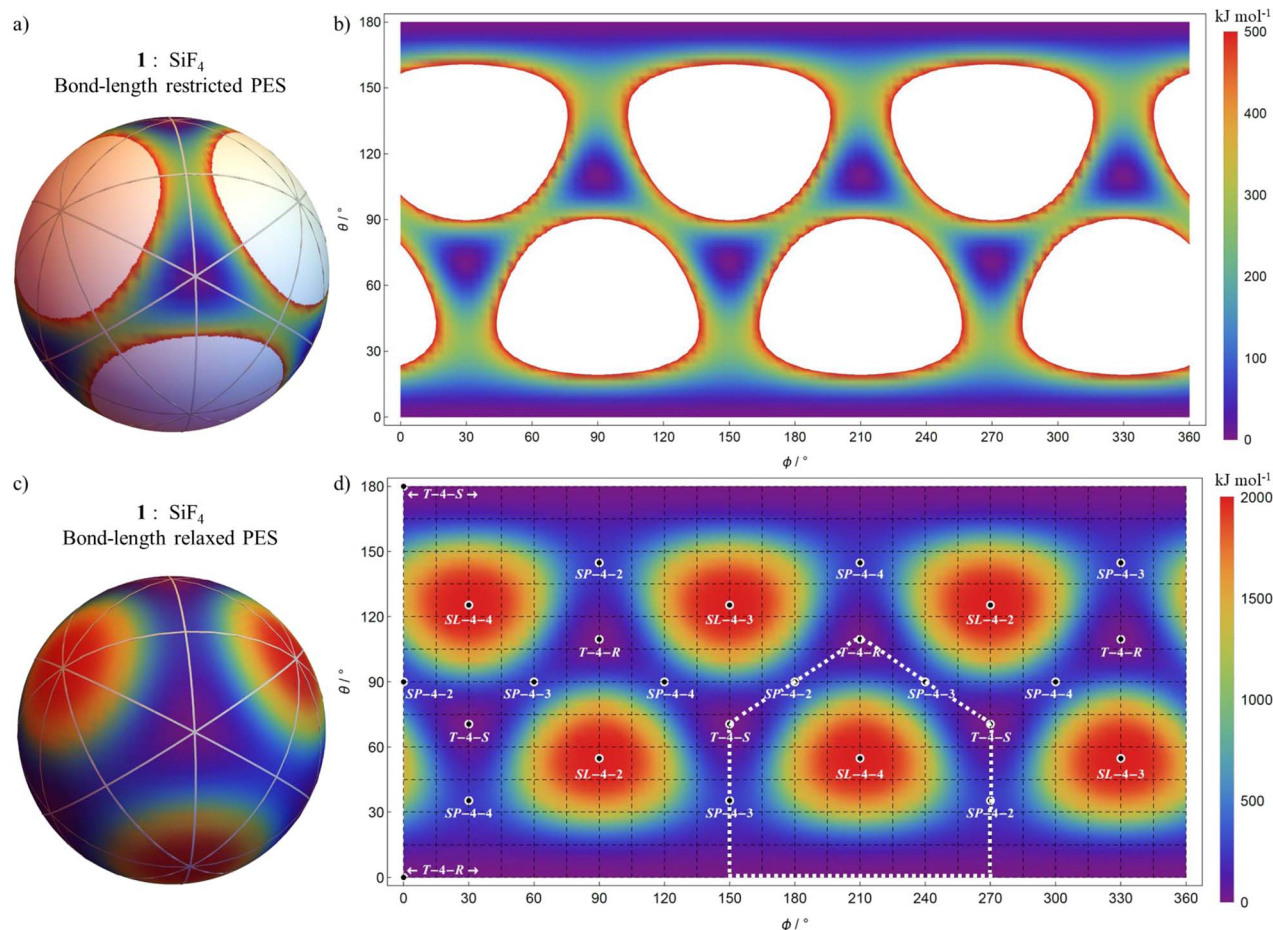 a)
1 : SiF4
Bond-length restricted PES
b)
kJ mol-1
180
150
120
90
60
30
0
θ / °
0 30 60 90 120 150 180 210 240 270 300 330 360
ϕ / °
500
400
300
200
100
0
c)
1 : SiF4
Bond-length relaxed PES
d)
kJ mol-1
180
150
120
90
60
30
0
θ / °
← T-4-S →
SP-4-2 SP-4-4 SP-4-3
SL-4-4 SL-4-3 SL-4-2
T-4-R T-4-R T-4-R
SP-4-2 SP-4-3 SP-4-4 SP-4-2 SP-4-3 SP-4-4
T-4-S T-4-S T-4-S
SL-4-2 SL-4-4 SL-4-3
SP-4-4 SP-4-3 SP-4-2
← T-4-R →
0 30 60 90 120 150 180 210 240 270 300 330 360
ϕ / °
2000
1500
1000
500
0